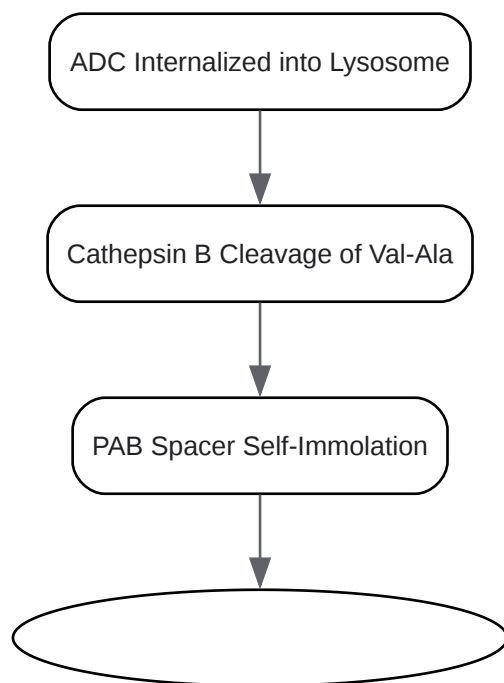 ADC Internalized into Lysosome
Cathepsin B Cleavage of Val-Ala
PAB Spacer Self-Immolation